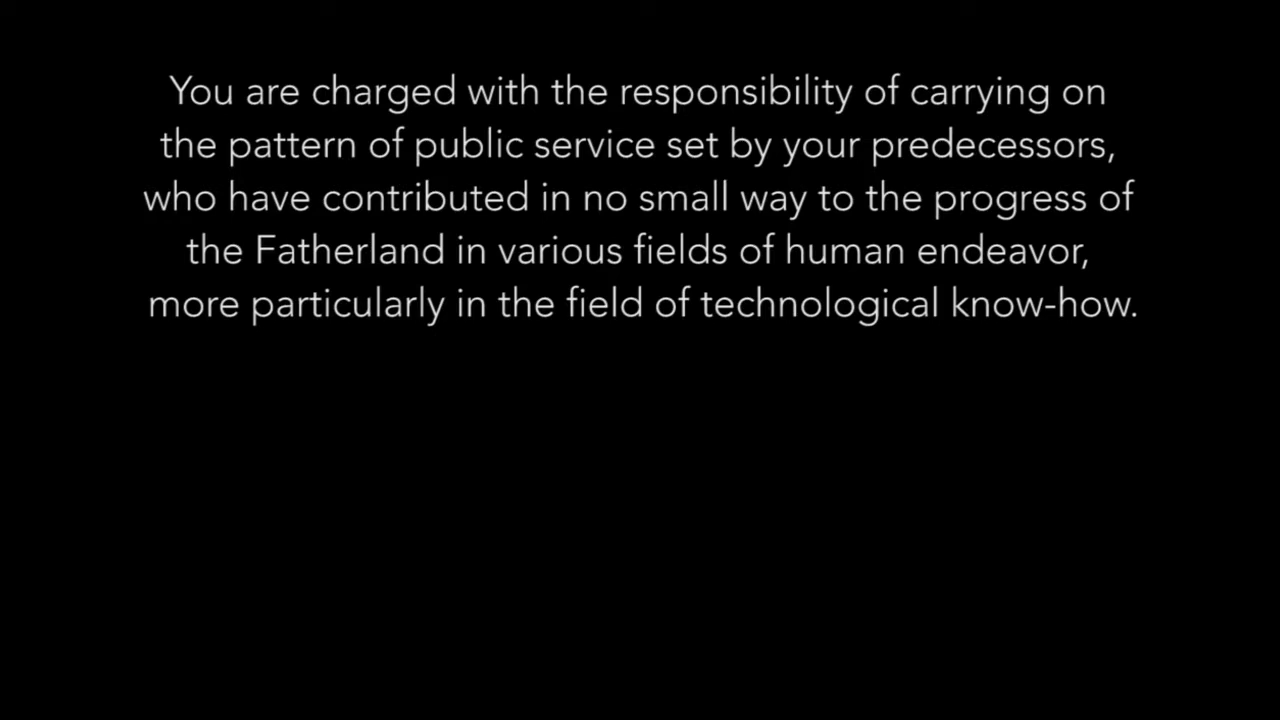 You are charged with the responsibility of carrying on
the pattern of public service set by your predecessors,
who have contributed in no small way to the progress of
the Fatherland in various fields of human endeavor,
more particularly in the field of technological know-how.